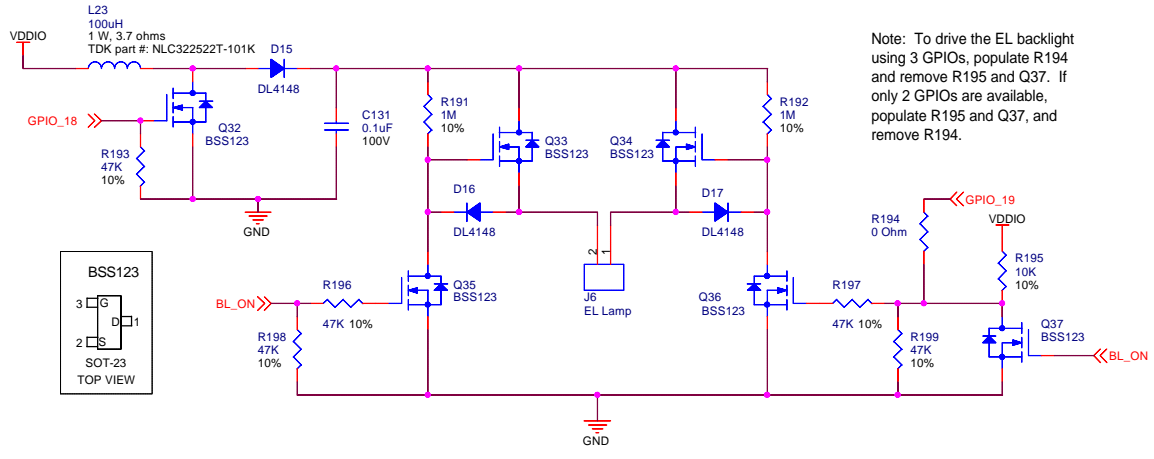 L23
100uH
1 W, 3.7 ohms
TDK part #: NLC322522T-101K
VDDIO
D15
DL4148
GPIO_18
Q32
BSS123
R193
47K
10%
C131
0.1uF
100V
GND
R191
1M
10%
Q33
BSS123
Q34
BSS123
R192
1M
10%
Note: To drive the EL backlight
using 3 GPIOs, populate R194
and remove R195 and Q37. If
only 2 GPIOs are available,
populate R195 and Q37, and
remove R194.
D16
DL4148
D17
DL4148
2
1
J6
EL Lamp
GPIO_19
R194
0 Ohm
VDDIO
R195
10K
10%
BSS123
3
G
D
1
2
S
SOT-23
TOP VIEW
BL_ON
R196
47K 10%
R198
47K
10%
Q35
BSS123
Q36
BSS123
R197
47K 10%
R199
47K
10%
Q37
BSS123
BL_ON
GND